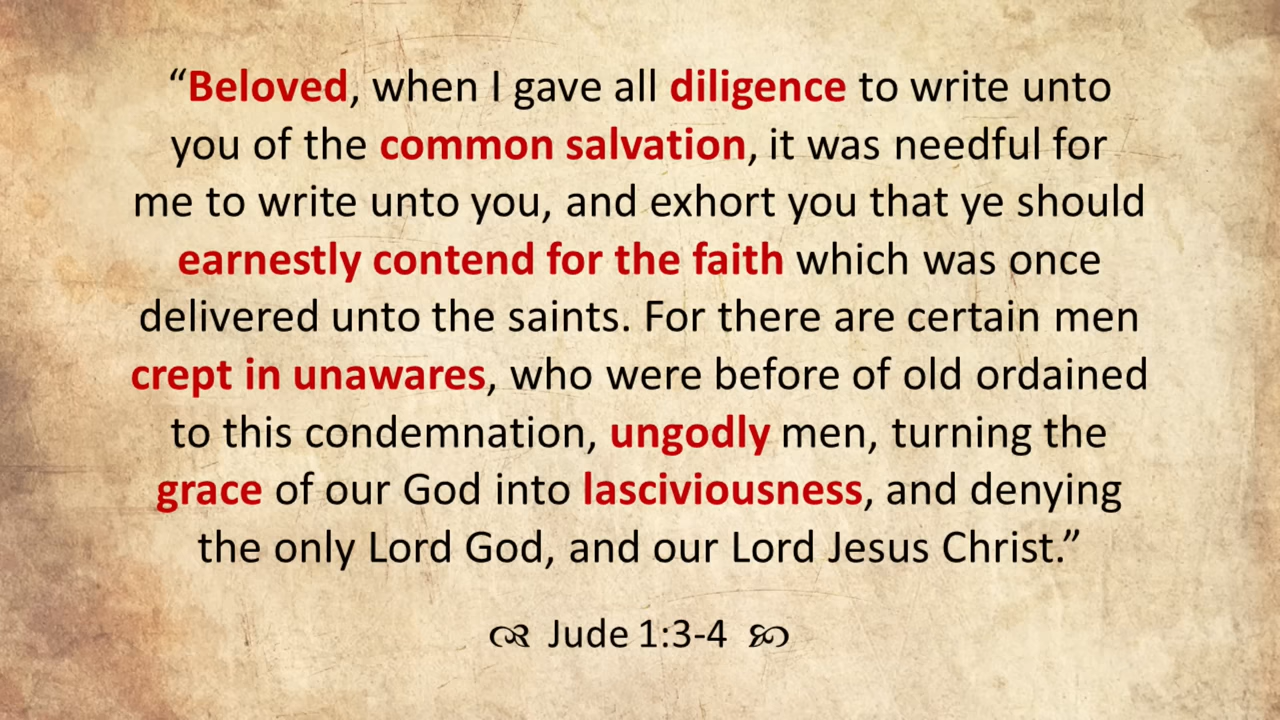 “Beloved, when I gave all diligence to write unto
you of the common salvation, it was needful for
me to write unto you, and exhort you that ye should
earnestly contend for the faith which was once
delivered unto the saints. For there are certain men
crept in unawares, who were before of old ordained
to this condemnation, ungodly men, turning the
grace of our God into lasciviousness, and denying
the only Lord God, and our Lord Jesus Christ.”
Jude 1:3-4